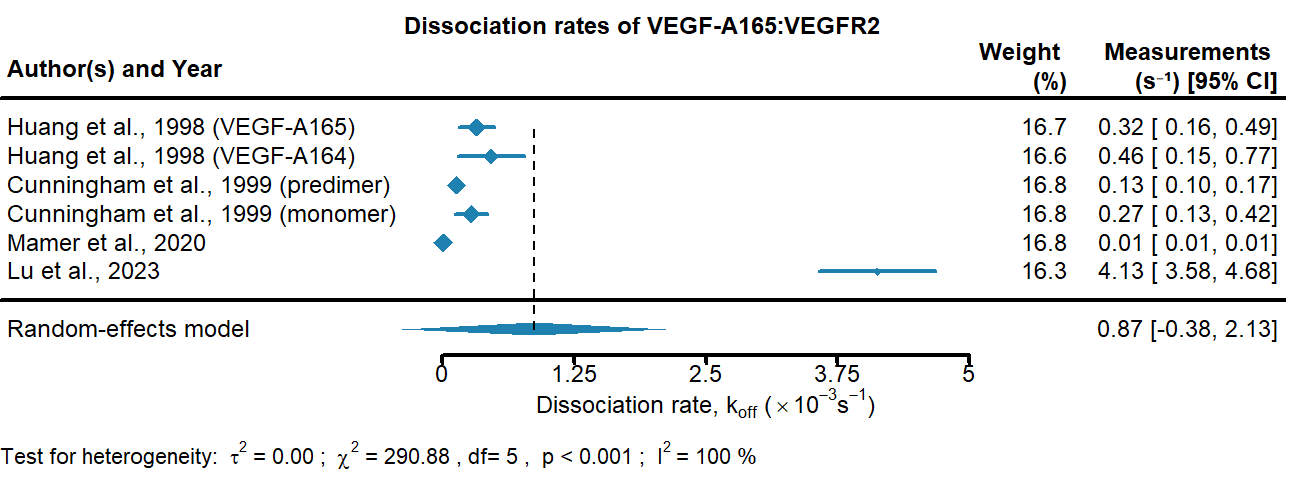 Dissociation rates of VEGF-A165:VEGFR2
Author(s) and Year Weight (%) Measurements (s⁻¹) [95% CI]
Huang et al., 1998 (VEGF-A165) 16.7 0.32 [ 0.16, 0.49]
Huang et al., 1998 (VEGF-A164) 16.6 0.46 [ 0.15, 0.77]
Cunningham et al., 1999 (predimer) 16.8 0.13 [ 0.10, 0.17]
Cunningham et al., 1999 (monomer) 16.8 0.27 [ 0.13, 0.42]
Mamer et al., 2020 16.8 0.01 [ 0.01, 0.01]
Lu et al., 2023 16.3 4.13 [ 3.58, 4.68]
Random-effects model 0.87 [-0.38, 2.13]
0 1.25 2.5 3.75 5
Dissociation rate, k_off (×10⁻³s⁻¹)
Test for heterogeneity: τ² = 0.00 ; χ² = 290.88 , df= 5 , p < 0.001 ; I² = 100 %